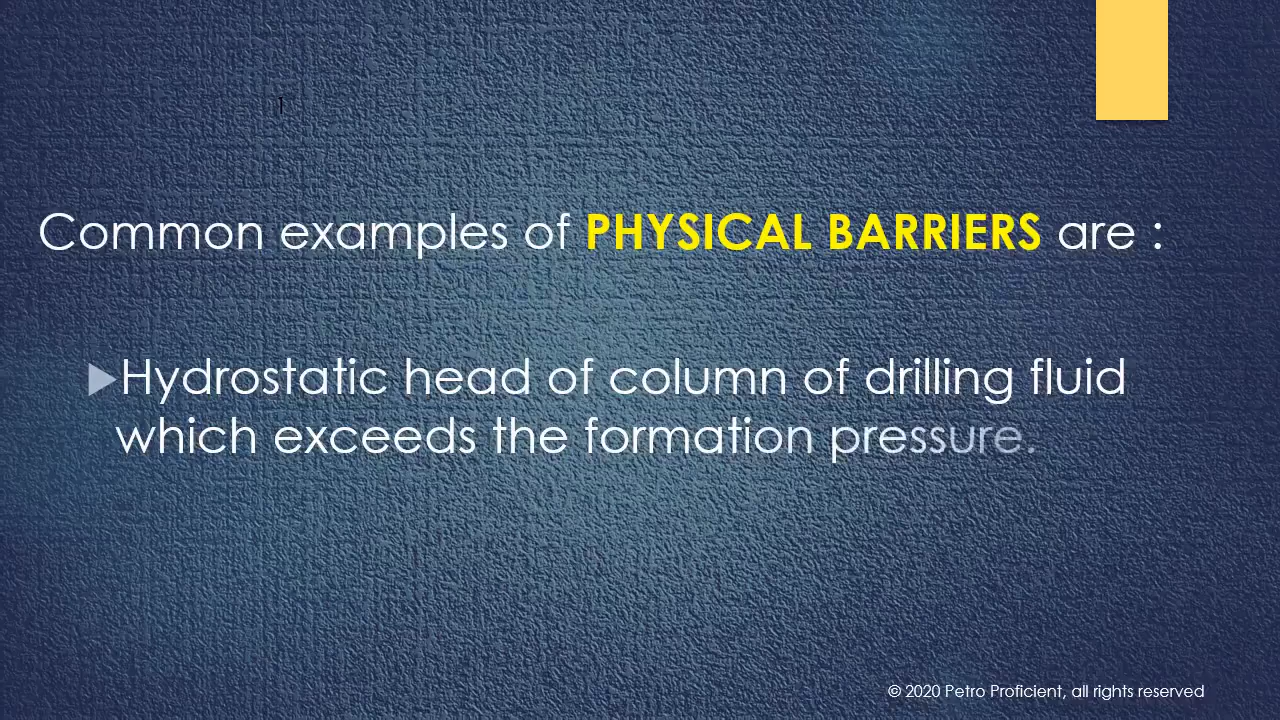 Common examples of PHYSICAL BARRIERS are :
Hydrostatic head of column of drilling fluid
which exceeds the formation pressure.
© 2020 Petro Proficient, all rights reserved